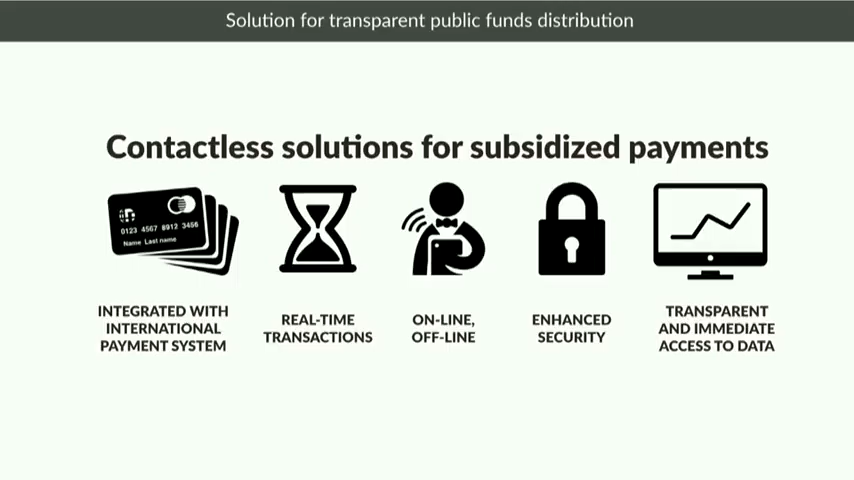 Solution for transparent public funds distribution
Contactless solutions for subsidized payments
0123 4567 8912 3456
Name Last name
INTEGRATED WITH
INTERNATIONAL
PAYMENT SYSTEM
REAL-TIME
TRANSACTIONS
ON-LINE,
OFF-LINE
ENHANCED
SECURITY
TRANSPARENT
AND IMMEDIATE
ACCESS TO DATA